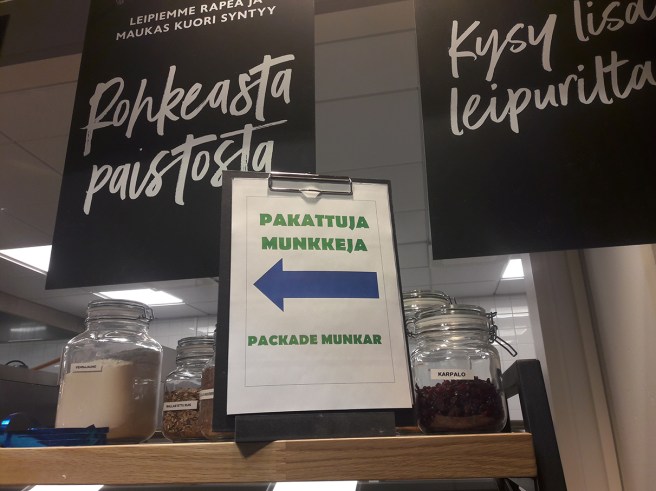 LEIPIEMME RAPEA JA
MAUKAS KUORI SYNTYY
Rohkeasta
paistosta
Kysy lisä
leipurilta
PAKATTUJA
MUNKKEJA
PACKADE MUNKAR
KARPALO